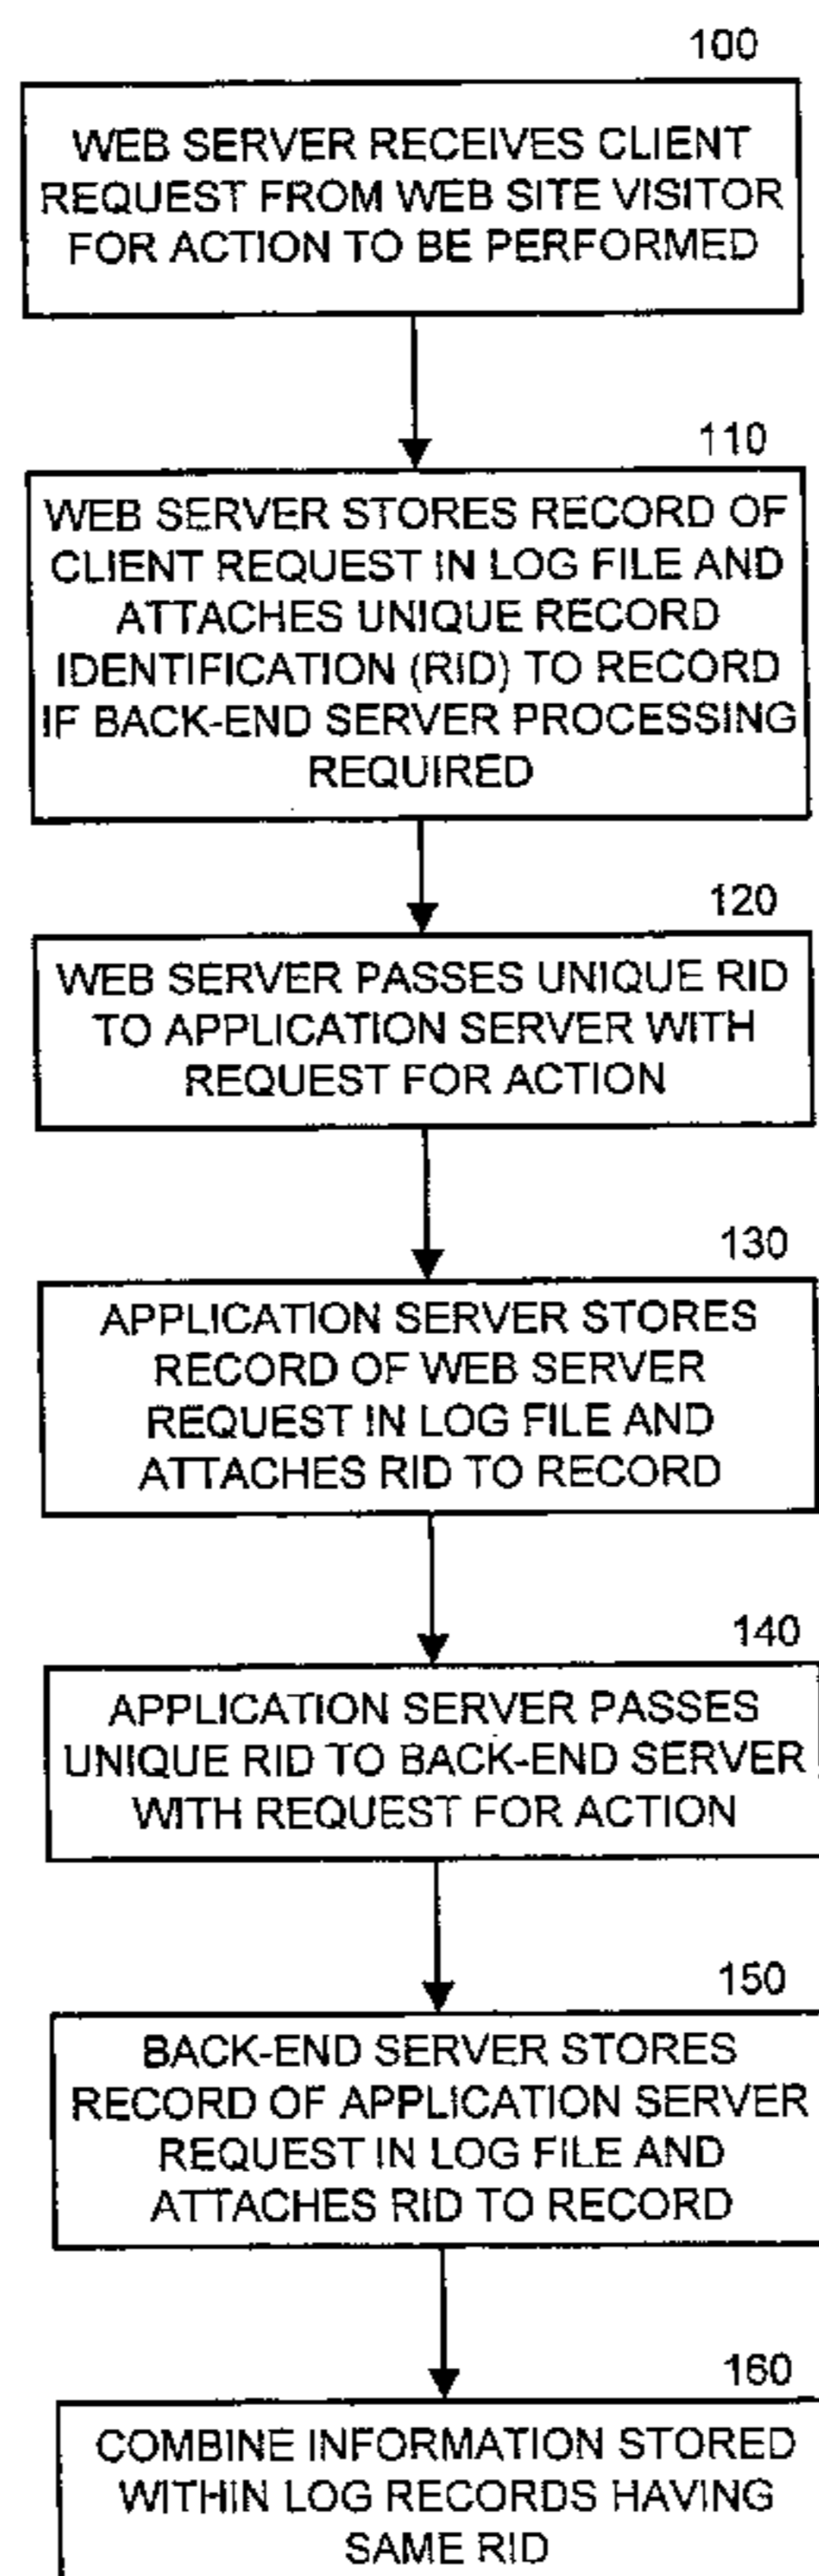 100
WEB SERVER RECEIVES CLIENT
REQUEST FROM WEB SITE VISITOR
FOR ACTION TO BE PERFORMED
110
WEB SERVER STORES RECORD OF
CLIENT REQUEST IN LOG FILE AND
ATTACHES UNIQUE RECORD
IDENTIFICATION (RID) TO RECORD
IF BACK-END SERVER PROCESSING
REQUIRED
120
WEB SERVER PASSES UNIQUE RID
TO APPLICATION SERVER WITH
REQUEST FOR ACTION
130
APPLICATION SERVER STORES
RECORD OF WEB SERVER
REQUEST IN LOG FILE AND
ATTACHES RID TO RECORD
140
APPLICATION SERVER PASSES
UNIQUE RID TO BACK-END SERVER
WITH REQUEST FOR ACTION
150
BACK-END SERVER STORES
RECORD OF APPLICATION SERVER
REQUEST IN LOG FILE AND
ATTACHES RID TO RECORD
160
COMBINE INFORMATION STORED
WITHIN LOG RECORDS HAVING
SAME RID